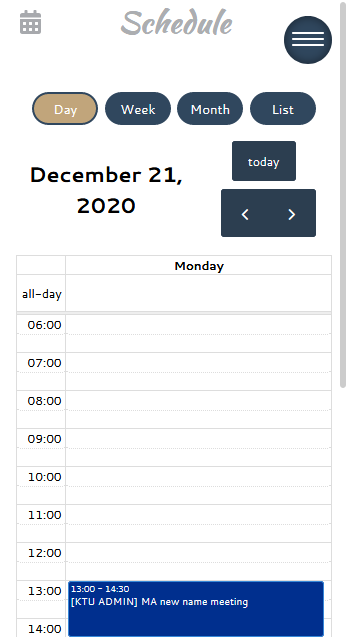 Schedule
Day
Week
Month
List
December 21,
2020
today
Monday
all-day
06:00
07:00
08:00
09:00
10:00
11:00
12:00
13:00
13:00 - 14:30
[KTU ADMIN] MA new name meeting
14:00